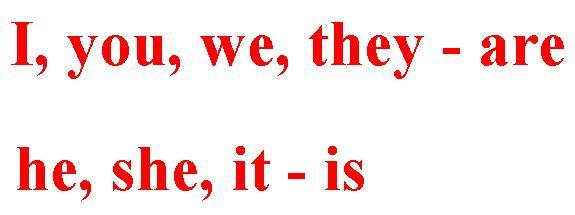 I, you, we, they - are
he, she, it - is